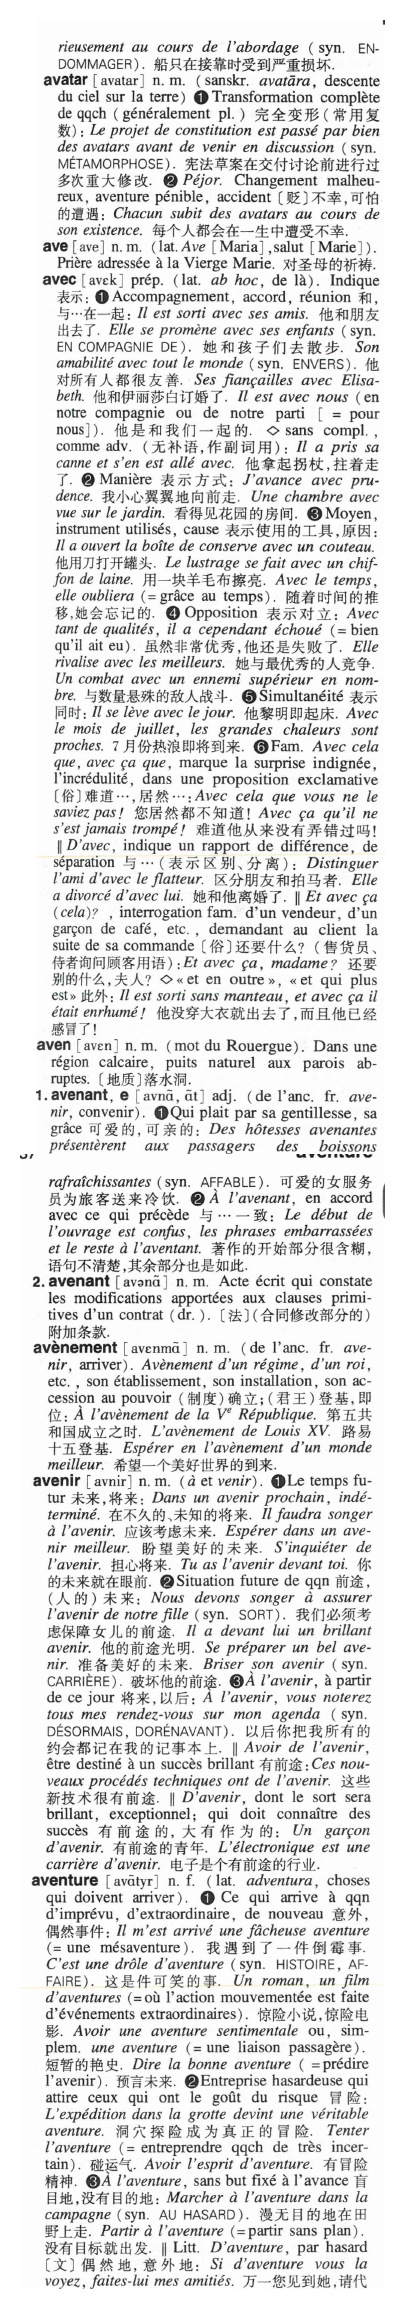 rieusement au cours de l'abordage ( syn. EN-
DOMMAGER). 船只在接靠时受到严重损坏.
avatar [avatar] n. m. (sanskr. avatāra, descente
du ciel sur la terre) ❶Transformation complète
de qqch (généralement pl.) 完全变形(常用复
数): Le projet de constitution est passé par bien
des avatars avant de venir en discussion (syn.
MÉTAMORPHOSE). 宪法草案在交付讨论前进行过
多次重大修改. ❷ Péjor. Changement malheu-
reux, aventure pénible, accident〔贬〕不幸,可怕
的遭遇: Chacun subit des avatars au cours de
son existence. 每个人都会在一生中遭受不幸.
ave [ave] n. m. (lat. Ave [Maria], salut [Marie]).
Prière adressée à la Vierge Marie. 对圣母的祈祷.
avec [avɛk] prép. (lat. ab hoc, de là). Indique
表示: ❶Accompagnement, accord, réunion 和,
与…在一起: Il est sorti avec ses amis. 他和朋友
出去了. Elle se promène avec ses enfants (syn.
EN COMPAGNIE DE). 她和孩子们去散步. Son
amabilité avec tout le monde (syn. ENVERS). 他
对所有人都很友善. Ses fiançailles avec Elisa-
beth. 他和伊丽莎白订婚了. Il est avec nous (en
notre compagnie ou de notre parti [ = pour
nous]). 他是和我们一起的. ◇ sans compl.,
comme adv. (无补语,作副词用): Il a pris sa
canne et s'en est allé avec. 他拿起拐杖,拄着走
了. ❷ Manière 表示方式: J'avance avec pru-
dence. 我小心翼翼地向前走. Une chambre avec
vue sur le jardin. 看得见花园的房间. ❸Moyen,
instrument utilisés, cause 表示使用的工具,原因:
Il a ouvert la boîte de conserve avec un couteau.
他用刀打开罐头. Le lustrage se fait avec un chif-
fon de laine. 用一块羊毛布擦亮. Avec le temps,
elle oubliera (= grâce au temps). 随着时间的推
移,她会忘记的. ❹ Opposition 表示对立: Avec
tant de qualités, il a cependant échoué (= bien
qu'il ait eu). 虽然非常优秀,他还是失败了. Elle
rivalise avec les meilleurs. 她与最优秀的人竞争.
Un combat avec un ennemi supérieur en nom-
bre. 与数量悬殊的敌人战斗. ❺Simultanéité 表示
同时: Il se lève avec le jour. 他黎明即起床. Avec
le mois de juillet, les grandes chaleurs sont
proches. 7月份热浪即将到来. ❻Fam. Avec cela
que, avec ça que, marque la surprise indignée,
l'incrédulité, dans une proposition exclamative
〔俗〕难道…,居然…: Avec cela que vous ne le
saviez pas! 您居然都不知道! Avec ça qu'il ne
s'est jamais trompé! 难道他从来没有弄错过吗!
‖ D'avec, indique un rapport de différence, de
séparation 与…(表示区别、分离): Distinguer
l'ami d'avec le flatteur. 区分朋友和拍马者. Elle
a divorcé d'avec lui. 她和他离婚了. ‖ Et avec ça
(cela)? , interrogation fam. d'un vendeur, d'un
garçon de café, etc., demandant au client la
suite de sa commande〔俗〕还要什么? (售货员、
侍者询问顾客用语): Et avec ça, madame? 还要
别的什么,夫人? ◇« et en outre », « et qui plus
est» 此外: Il est sorti sans manteau, et avec ça il
était enrhumé! 他没穿大衣就出去了,而且他已经
感冒了!
aven [avɛn] n. m. (mot du Rouergue). Dans une
région calcaire, puits naturel aux parois ab-
ruptes. 〔地质〕落水洞.
1. avenant, e [avnɑ̃, ɑ̃t] adj. (de l'anc. fr. ave-
nir, convenir). ❶Qui plait par sa gentillesse, sa
grâce 可爱的,可亲的: Des hôtesses avenantes
présentèrent aux passagers des boissons
rafraîchissantes (syn. AFFABLE). 可爱的女服务
员为旅客送来冷饮. ❷ À l'avenant, en accord
avec ce qui précède 与…一致: Le début de
l'ouvrage est confus, les phrases embarrassées
et le reste à l'aventant. 著作的开始部分很含糊,
语句不清楚,其余部分也是如此.
2. avenant [avənɑ̃] n. m. Acte écrit qui constate
les modifications apportées aux clauses primi-
tives d'un contrat (dr.). 〔法〕(合同修改部分的)
附加条款.
avènement [avɛnmɑ̃] n. m. (de l'anc. fr. ave-
nir, arriver). Avènement d'un régime, d'un roi,
etc., son établissement, son installation, son ac-
cession au pouvoir (制度)确立;(君王)登基,即
位: À l'avènement de la Ve République. 第五共
和国成立之时. L'avènement de Louis XV. 路易
十五登基. Espérer en l'avènement d'un monde
meilleur. 希望一个美好世界的到来.
avenir [avnir] n. m. (à et venir). ❶Le temps fu-
tur 未来,将来: Dans un avenir prochain, indé-
terminé. 在不久的、未知的将来. Il faudra songer
à l'avenir. 应该考虑未来. Espérer dans un ave-
nir meilleur. 盼望美好的未来. S'inquiéter de
l'avenir. 担心将来. Tu as l'avenir devant toi. 你
的未来就在眼前. ❷Situation future de qqn 前途,
(人的)未来: Nous devons songer à assurer
l'avenir de notre fille (syn. SORT). 我们必须考
虑保障女儿的前途. Il a devant lui un brillant
avenir. 他的前途光明. Se préparer un bel ave-
nir. 准备美好的未来. Briser son avenir ( syn.
CARRIÈRE). 破坏他的前途. ❸À l'avenir, à partir
de ce jour 将来,以后: À l'avenir, vous noterez
tous mes rendez-vous sur mon agenda ( syn.
DÉSORMAIS, DORÉNAVANT). 以后你把我所有的
约会都记在我的记事本上. ‖ Avoir de l'avenir,
être destiné à un succès brillant 有前途: Ces nou-
veaux procédés techniques ont de l'avenir. 这些
新技术很有前途. ‖ D'avenir, dont le sort sera
brillant, exceptionnel; qui doit connaître des
succès 有前途的,大有作为的: Un garçon
d'avenir. 有前途的青年. L'électronique est une
carrière d'avenir. 电子是个有前途的行业.
aventure [avɑ̃tyr] n. f. (lat. adventura, choses
qui doivent arriver). ❶ Ce qui arrive à qqn
d'imprévu, d'extraordinaire, de nouveau 意外,
偶然事件: Il m'est arrivé une fâcheuse aventure
(= une mésaventure). 我遇到了一件倒霉事.
C'est une drôle d'aventure (syn. HISTOIRE, AF-
FAIRE). 这是件可笑的事. Un roman, un film
d'aventures (=où l'action mouvementée est faite
d'événements extraordinaires). 惊险小说,惊险电
影. Avoir une aventure sentimentale ou, sim-
plem. une aventure (= une liaison passagère).
短暂的艳史. Dire la bonne aventure ( =prédire
l'avenir). 预言未来. ❷Entreprise hasardeuse qui
attire ceux qui ont le goût du risque 冒险:
L'expédition dans la grotte devint une véritable
aventure. 洞穴探险成为真正的冒险. Tenter
l'aventure (= entreprendre qqch de très incer-
tain). 碰运气. Avoir l'esprit d'aventure. 有冒险
精神. ❸À l'aventure, sans but fixé à l'avance 盲
目地,没有目的地: Marcher à l'aventure dans la
campagne (syn. AU HASARD). 漫无目的地在田
野上走. Partir à l'aventure (=partir sans plan).
没有目标就出发. ‖ Litt. D'aventure, par hasard
〔文〕偶然地,意外地: Si d'aventure vous la
voyez, faites-lui mes amitiés. 万一您见到她,请代